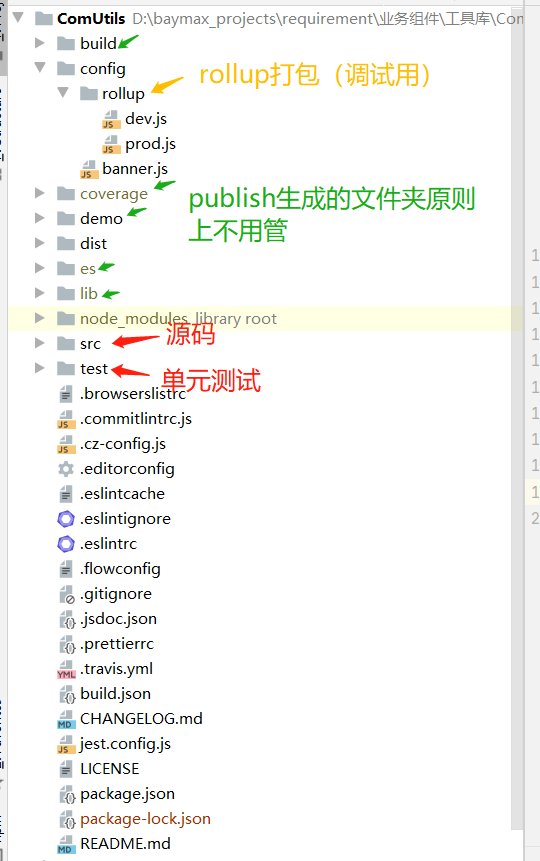 ComUtils D:\baymax_projects\requirement\业务组件\工具库\Com
build
config
rollup打包（调试用）
rollup
dev.js
prod.js
banner.js
coverage
publish生成的文件夹原则
上不用管
demo
dist
es
lib
node_modules library root
src
源码
test
单元测试
.browserslistrc
.commitlintrc.js
.cz-config.js
.editorconfig
.eslintcache
.eslintignore
.eslintrc
.flowconfig
.gitignore
.jsdoc.json
.prettierrc
.travis.yml
build.json
CHANGELOG.md
jest.config.js
LICENSE
package.json
package-lock.json
README.md